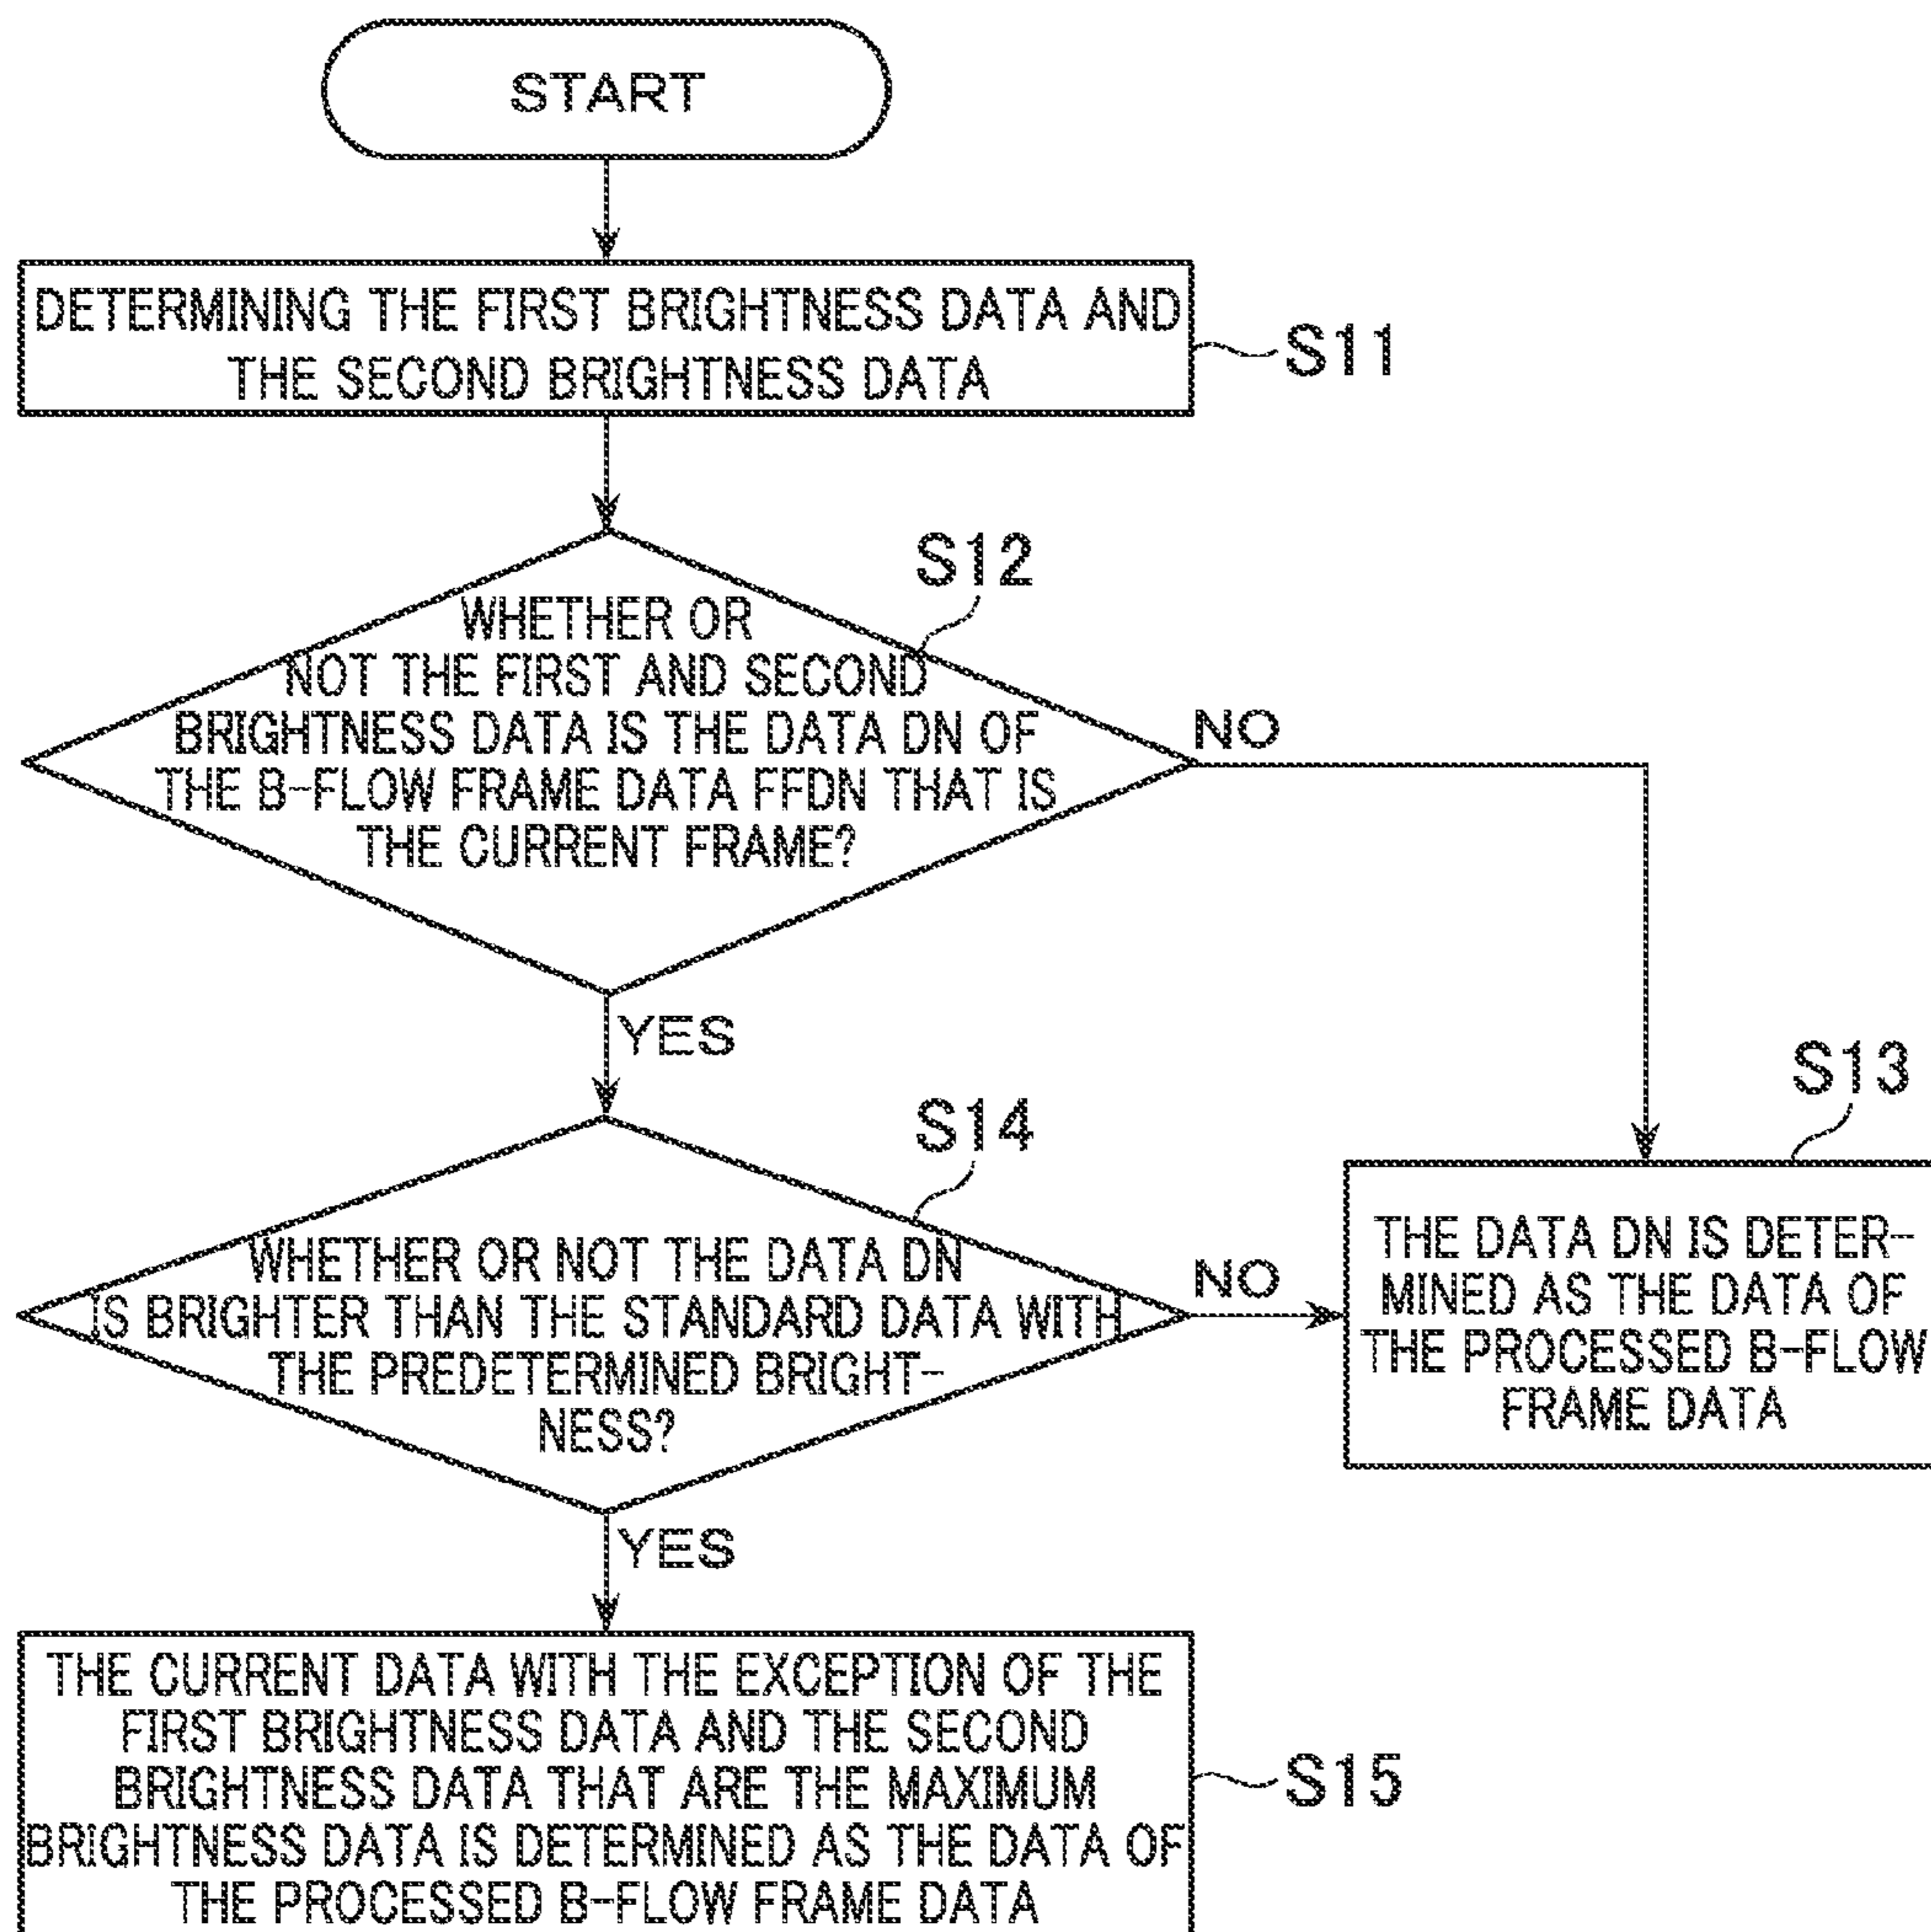 START
DETERMINING THE FIRST BRIGHTNESS DATA AND
THE SECOND BRIGHTNESS DATA
S11
S12
WHETHER OR
NOT THE FIRST AND SECOND
BRIGHTNESS DATA IS THE DATA DN OF
THE B-FLOW FRAME DATA FFDN THAT IS
THE CURRENT FRAME?
NO
YES
S13
THE DATA DN IS DETER-
MINED AS THE DATA OF
THE PROCESSED B-FLOW
FRAME DATA
S14
WHETHER OR NOT THE DATA DN
IS BRIGHTER THAN THE STANDARD DATA WITH
THE PREDETERMINED BRIGHT-
NESS?
NO
YES
THE CURRENT DATA WITH THE EXCEPTION OF THE
FIRST BRIGHTNESS DATA AND THE SECOND
BRIGHTNESS DATA THAT ARE THE MAXIMUM
BRIGHTNESS DATA IS DETERMINED AS THE DATA OF
THE PROCESSED B-FLOW FRAME DATA
S15